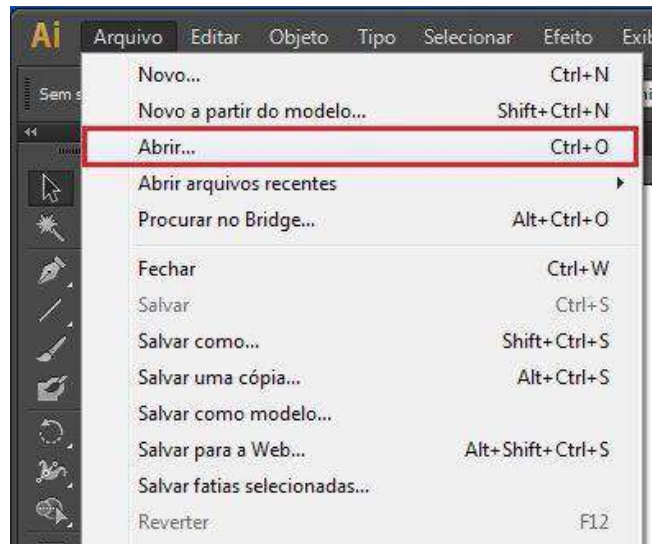 Ai Arquivo Editar Objeto Tipo Selecionar Efeito Exib
Sem s
Novo... Ctrl+N
Novo a partir do modelo... Shift+Ctrl+N
Abrir... Ctrl+O
Abrir arquivos recentes
Procurar no Bridge... Alt+Ctrl+O
Fechar Ctrl+W
Salvar Ctrl+S
Salvar como... Shift+Ctrl+S
Salvar uma cópia... Alt+Ctrl+S
Salvar como modelo...
Salvar para a Web... Alt+Shift+Ctrl+S
Salvar fatias selecionadas...
Reverter F12